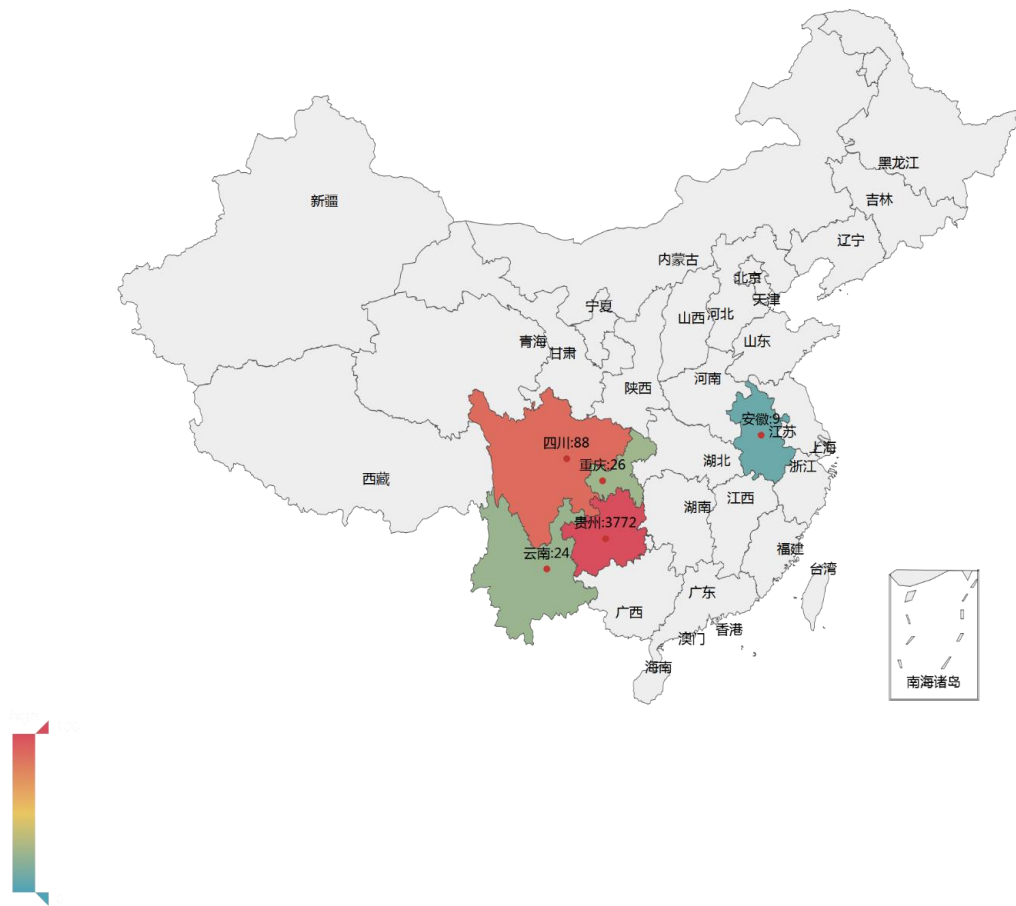 黑龙江
吉林
新疆
辽宁
内蒙古
北京
天津
宁夏
山西
河北
山东
青海
甘肃
河南
陕西
安徽:9
江苏
四川:88
上海
重庆:26
湖北
浙江
西藏
江西
湖南
贵州:3772
福建
云南:24
台湾
广东
广西
香港
澳门
海南
南海诸岛